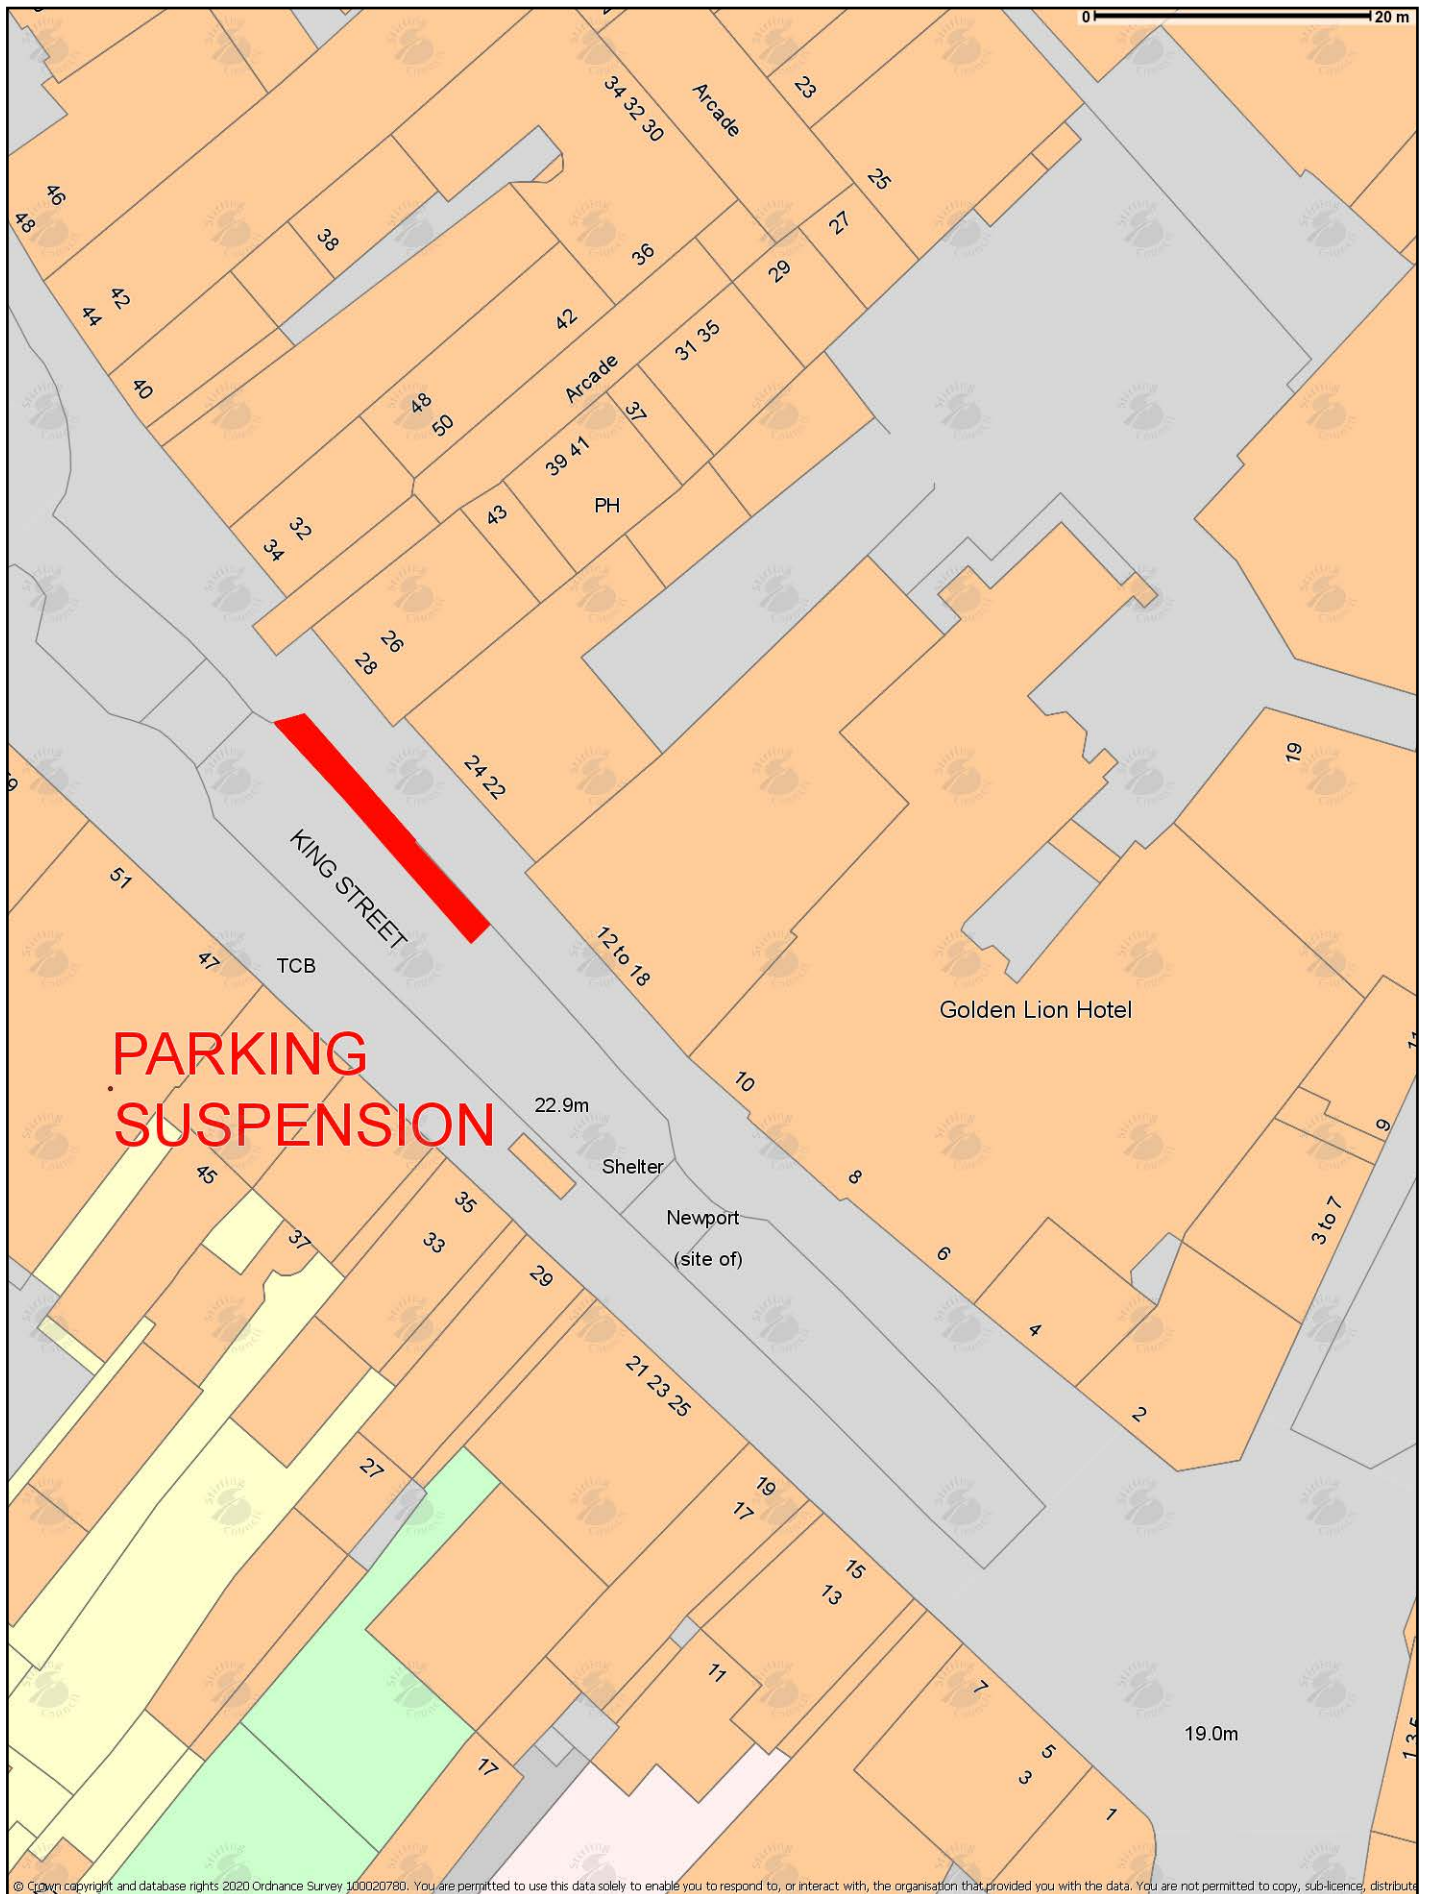 0 20 m
34 32 30
Arcade
23
46
48
25
38
27
36
29
42
44
42
31 35
40
Arcade
48
50
37
39 41
PH
43
32
34
26
28
24 22
19
KING STREET
51
47
TCB
12 to 18
Golden Lion Hotel
PARKING
SUSPENSION
10
22.9m
11
9
Shelter
45
8
35
33
37
Newport
(site of)
3 to 7
6
29
4
21 23 25
2
27
19
17
15
13
11
7
19.0m
1 3 5
5
3
17
1
© Crown copyright and database rights 2020 Ordnance Survey 100020780. You are permitted to use this data solely to enable you to respond to, or interact with, the organisation that provided you with the data. You are not permitted to copy, sub-licence, distribute
Stirling
Council